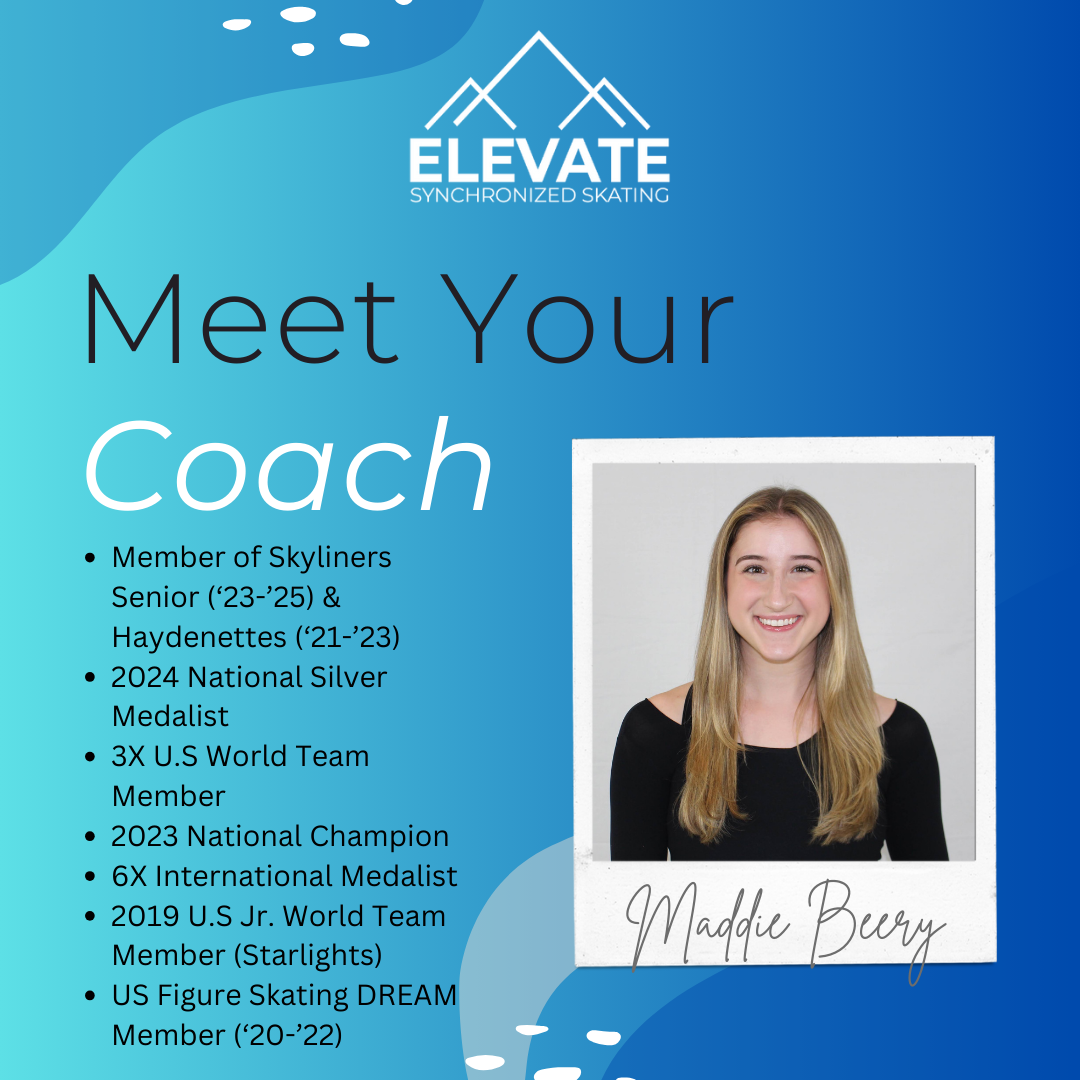 ELEVATE
SYNCHRONIZED SKATING
Meet Your
Coach
• Member of Skyliners
Senior (‘23-’25) &
Haydenettes (‘21-’23)
• 2024 National Silver
Medalist
• 3X U.S World Team
Member
• 2023 National Champion
• 6X International Medalist
• 2019 U.S Jr. World Team
Member (Starlights)
• US Figure Skating DREAM
Member (‘20-’22)
Maddie Beery